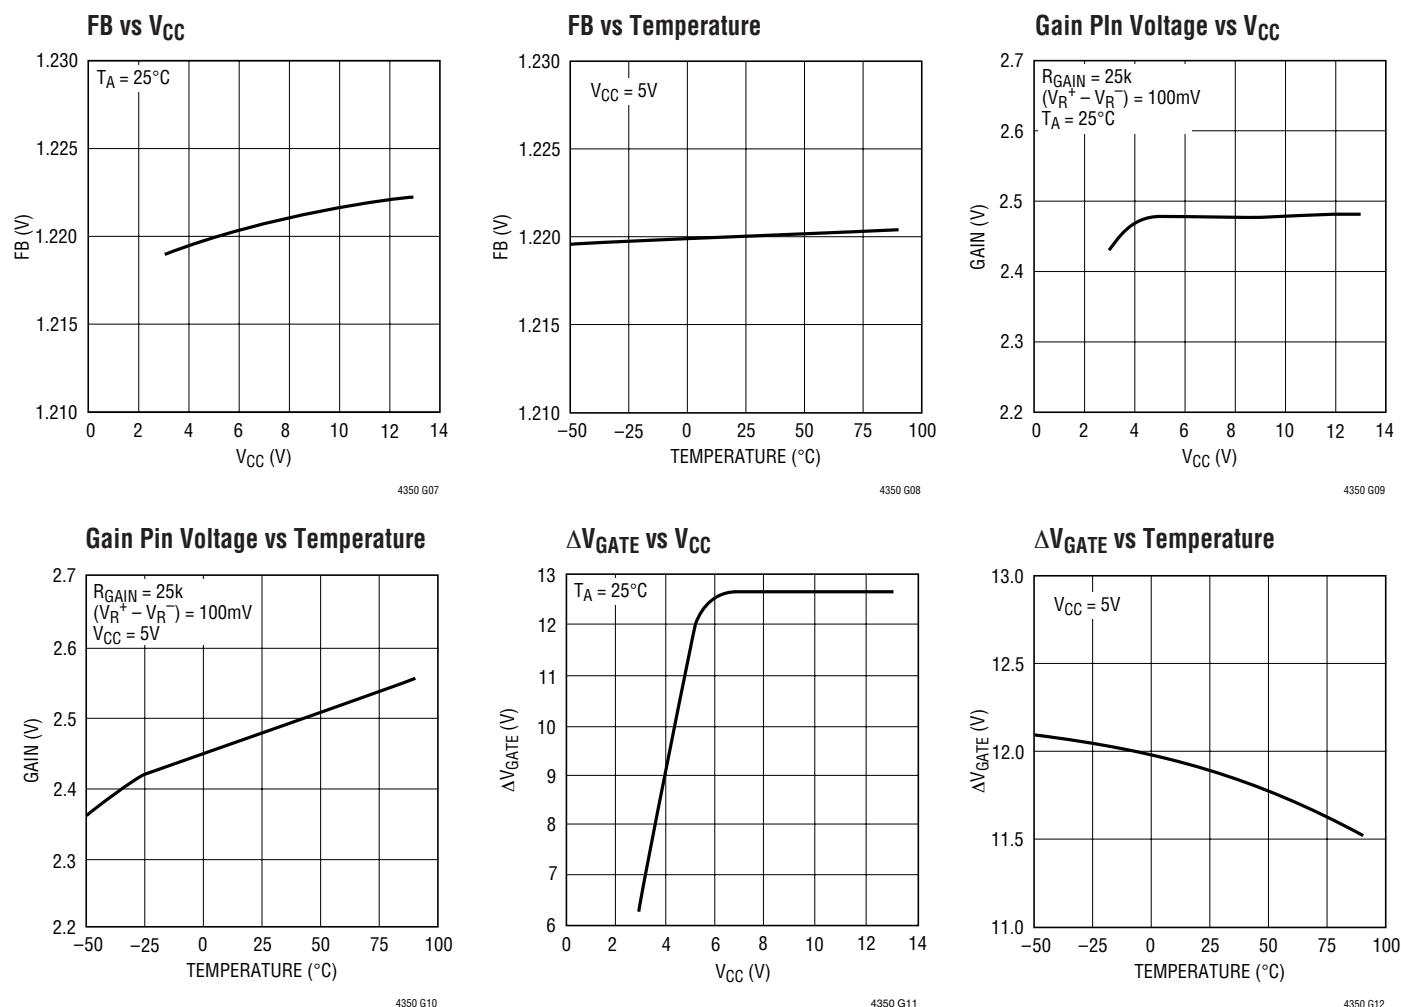 FB vs VCC
1.230
1.225
1.220
1.215
1.210
FB (V)
TA = 25°C
0 2 4 6 8 10 12 14
VCC (V)
4350 G07
FB vs Temperature
1.230
1.225
1.220
1.215
1.210
FB (V)
VCC = 5V
–50 –25 0 25 50 75 100
TEMPERATURE (°C)
4350 G08
Gain PIn Voltage vs VCC
2.7
2.6
2.5
2.4
2.3
2.2
GAIN (V)
RGAIN = 25k
(VR+ – VR–) = 100mV
TA = 25°C
0 2 4 6 8 10 12 14
VCC (V)
4350 G09
Gain Pin Voltage vs Temperature
2.7
2.6
2.5
2.4
2.3
2.2
GAIN (V)
RGAIN = 25k
(VR+ – VR–) = 100mV
VCC = 5V
–50 –25 0 25 50 75 100
TEMPERATURE (°C)
4350 G10
ΔVGATE vs VCC
13
12
11
10
9
8
7
6
ΔVGATE (V)
TA = 25°C
0 2 4 6 8 10 12 14
VCC (V)
4350 G11
ΔVGATE vs Temperature
13.0
12.5
12.0
11.5
11.0
ΔVGATE (V)
VCC = 5V
–50 –25 0 25 50 75 100
TEMPERATURE (°C)
4350 G12